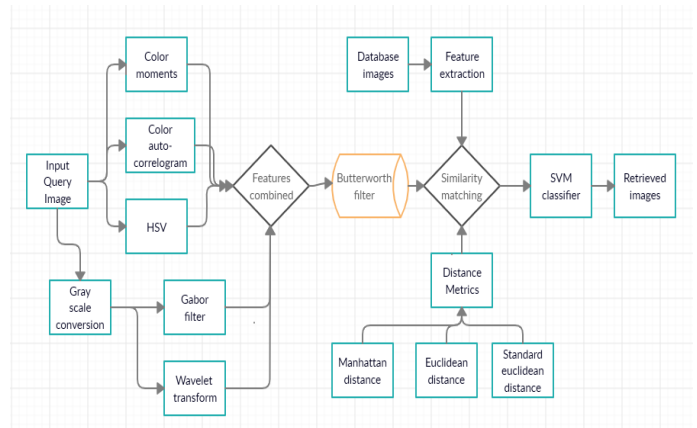 Color
moments
Color
auto-
correlogram
HSV
Input
Query
Image
Gray
scale
conversion
Gabor
filter
Wavelet
transform
Features
combined
Butterworth
filter
Database
images
Feature
extraction
Similarity
matching
SVM
classifier
Retrieved
images
Distance
Metrics
Manhattan
distance
Euclidean
distance
Standard
euclidean
distance